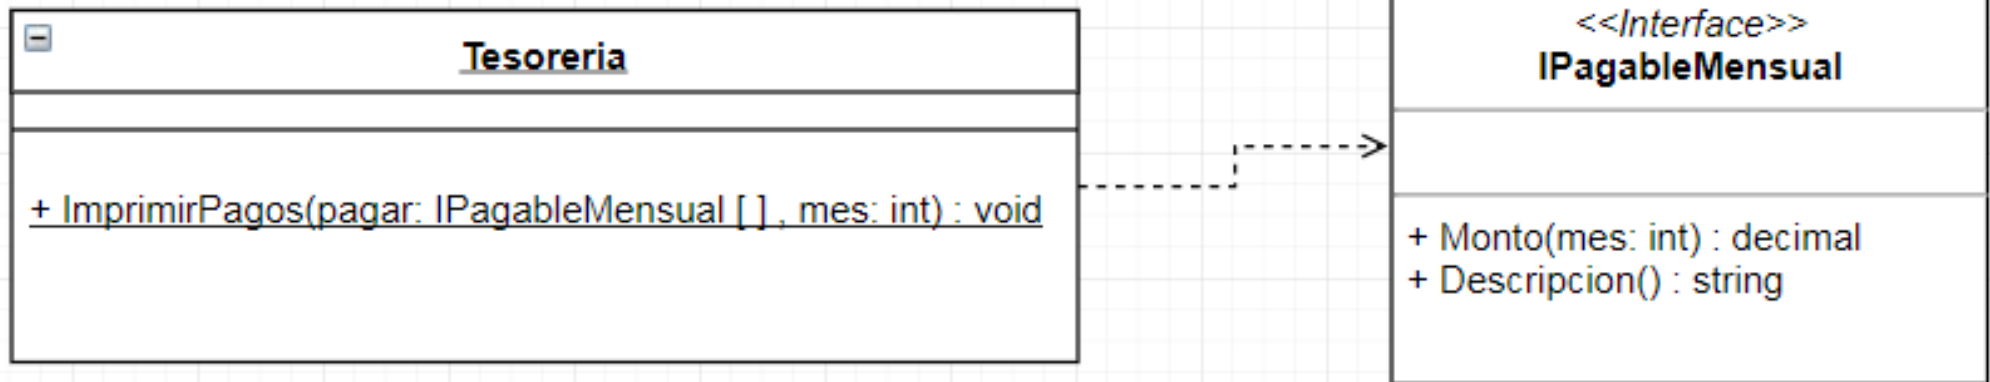 Tesoreria
+ ImprimirPagos(pagar: IPagableMensual [ ] , mes: int) : void
<<Interface>>
IPagableMensual
+ Monto(mes: int) : decimal
+ Descripcion() : string